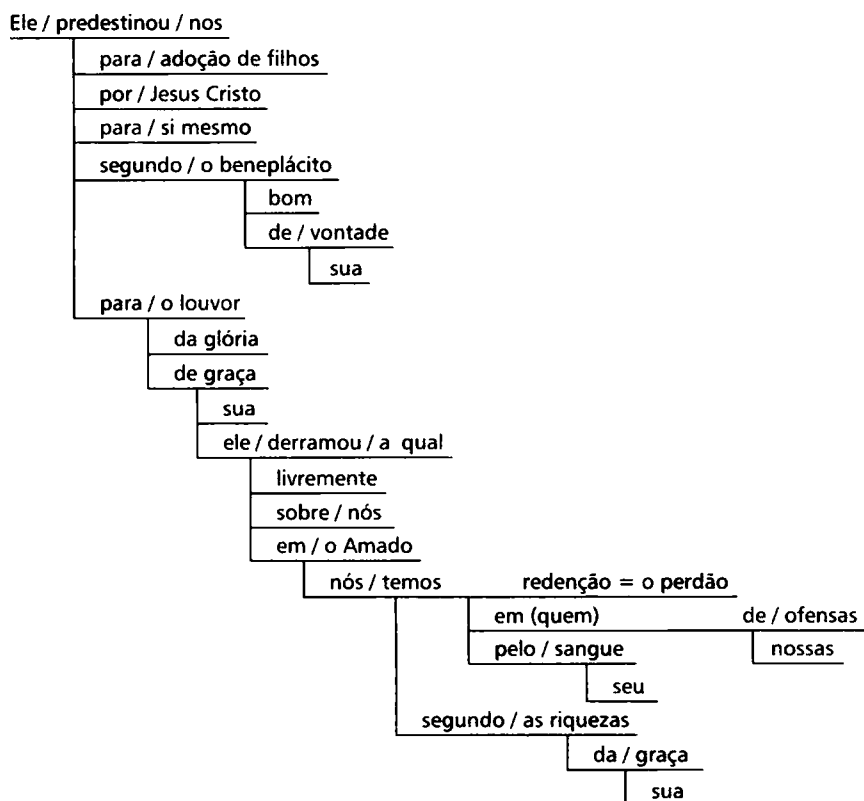 Ele / predestinou / nos
para / adoção de filhos
por / Jesus Cristo
para / si mesmo
segundo / o beneplácito
bom
de / vontade
sua
para / o louvor
da glória
de graça
sua
ele / derramou / a qual
livremente
sobre / nós
em / o Amado
nós / temos redenção = o perdão
em (quem) de / ofensas
pelo / sangue nossas
seu
segundo / as riquezas
da / graça
sua